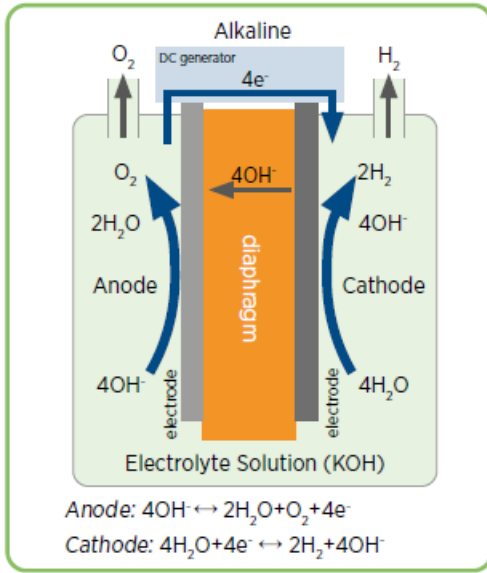 Alkaline
O₂
DC generator
H₂
4e⁻
O₂
4OH⁻
2H₂
2H₂O
4OH⁻
diaphragm
Anode
Cathode
4OH⁻
electrode
electrode
4H₂O
Electrolyte Solution (KOH)
Anode: 4OH⁻ ↔ 2H₂O+O₂+4e⁻
Cathode: 4H₂O+4e⁻ ↔ 2H₂+4OH⁻